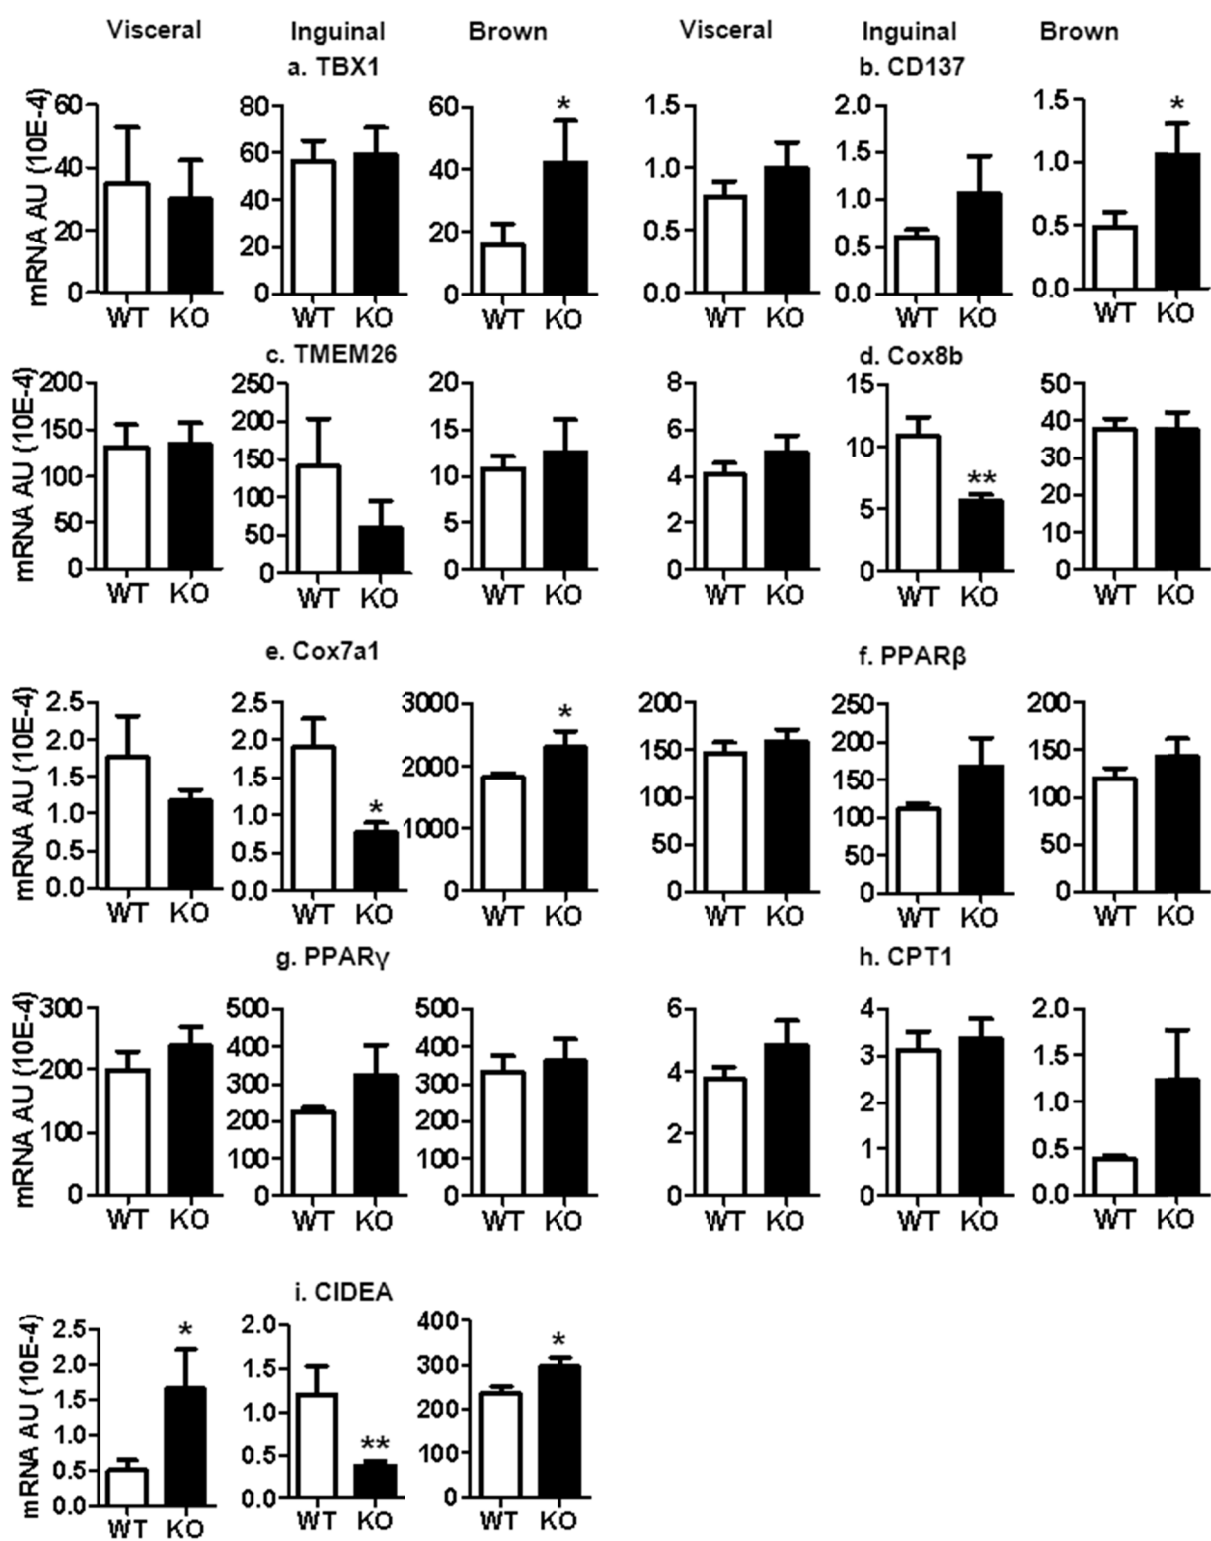 Visceral Inguinal Brown Visceral Inguinal Brown
a. TBX1 b. CD137
mRNA AU (10E-4)
60 40 20 0
WT KO
80 60 40 20 0
WT KO
60 40 20 0
*
WT KO
1.5 1.0 0.5 0.0
WT KO
2.0 1.5 1.0 0.5 0.0
WT KO
1.5 1.0 0.5 0.0
*
WT KO
c. TMEM26 d. Cox8b
mRNA AU (10E-4)
200 150 100 50 0
WT KO
250 200 150 100 50 0
WT KO
20 15 10 5 0
WT KO
8 6 4 2 0
WT KO
15 10 5 0
**
WT KO
50 40 30 20 10 0
WT KO
e. Cox7a1 f. PPARβ
mRNA AU (10E-4)
2.5 2.0 1.5 1.0 0.5 0.0
WT KO
2.5 2.0 1.5 1.0 0.5 0.0
*
WT KO
3000 2000 1000 0
*
WT KO
200 150 100 50 0
WT KO
250 200 150 100 50 0
WT KO
200 150 100 50 0
WT KO
g. PPARγ h. CPT1
mRNA AU (10E-4)
300 200 100 0
WT KO
500 400 300 200 100 0
WT KO
500 400 300 200 100 0
WT KO
6 4 2 0
WT KO
4 3 2 1 0
WT KO
2.0 1.5 1.0 0.5 0.0
WT KO
i. CIDEA
mRNA AU (10E-4)
2.5 2.0 1.5 1.0 0.5 0.0
*
WT KO
2.0 1.5 1.0 0.5 0.0
**
WT KO
400 300 200 100 0
*
WT KO